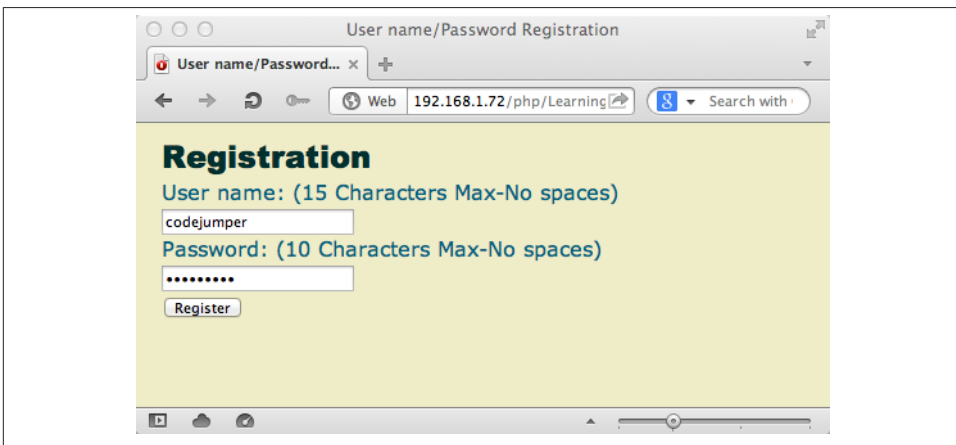 User name/Password Registration
User name/Password...
Web 192.168.1.72/php/Learning Search with
Registration
User name: (15 Characters Max-No spaces)
codejumper
Password: (10 Characters Max-No spaces)
•••••••••
Register